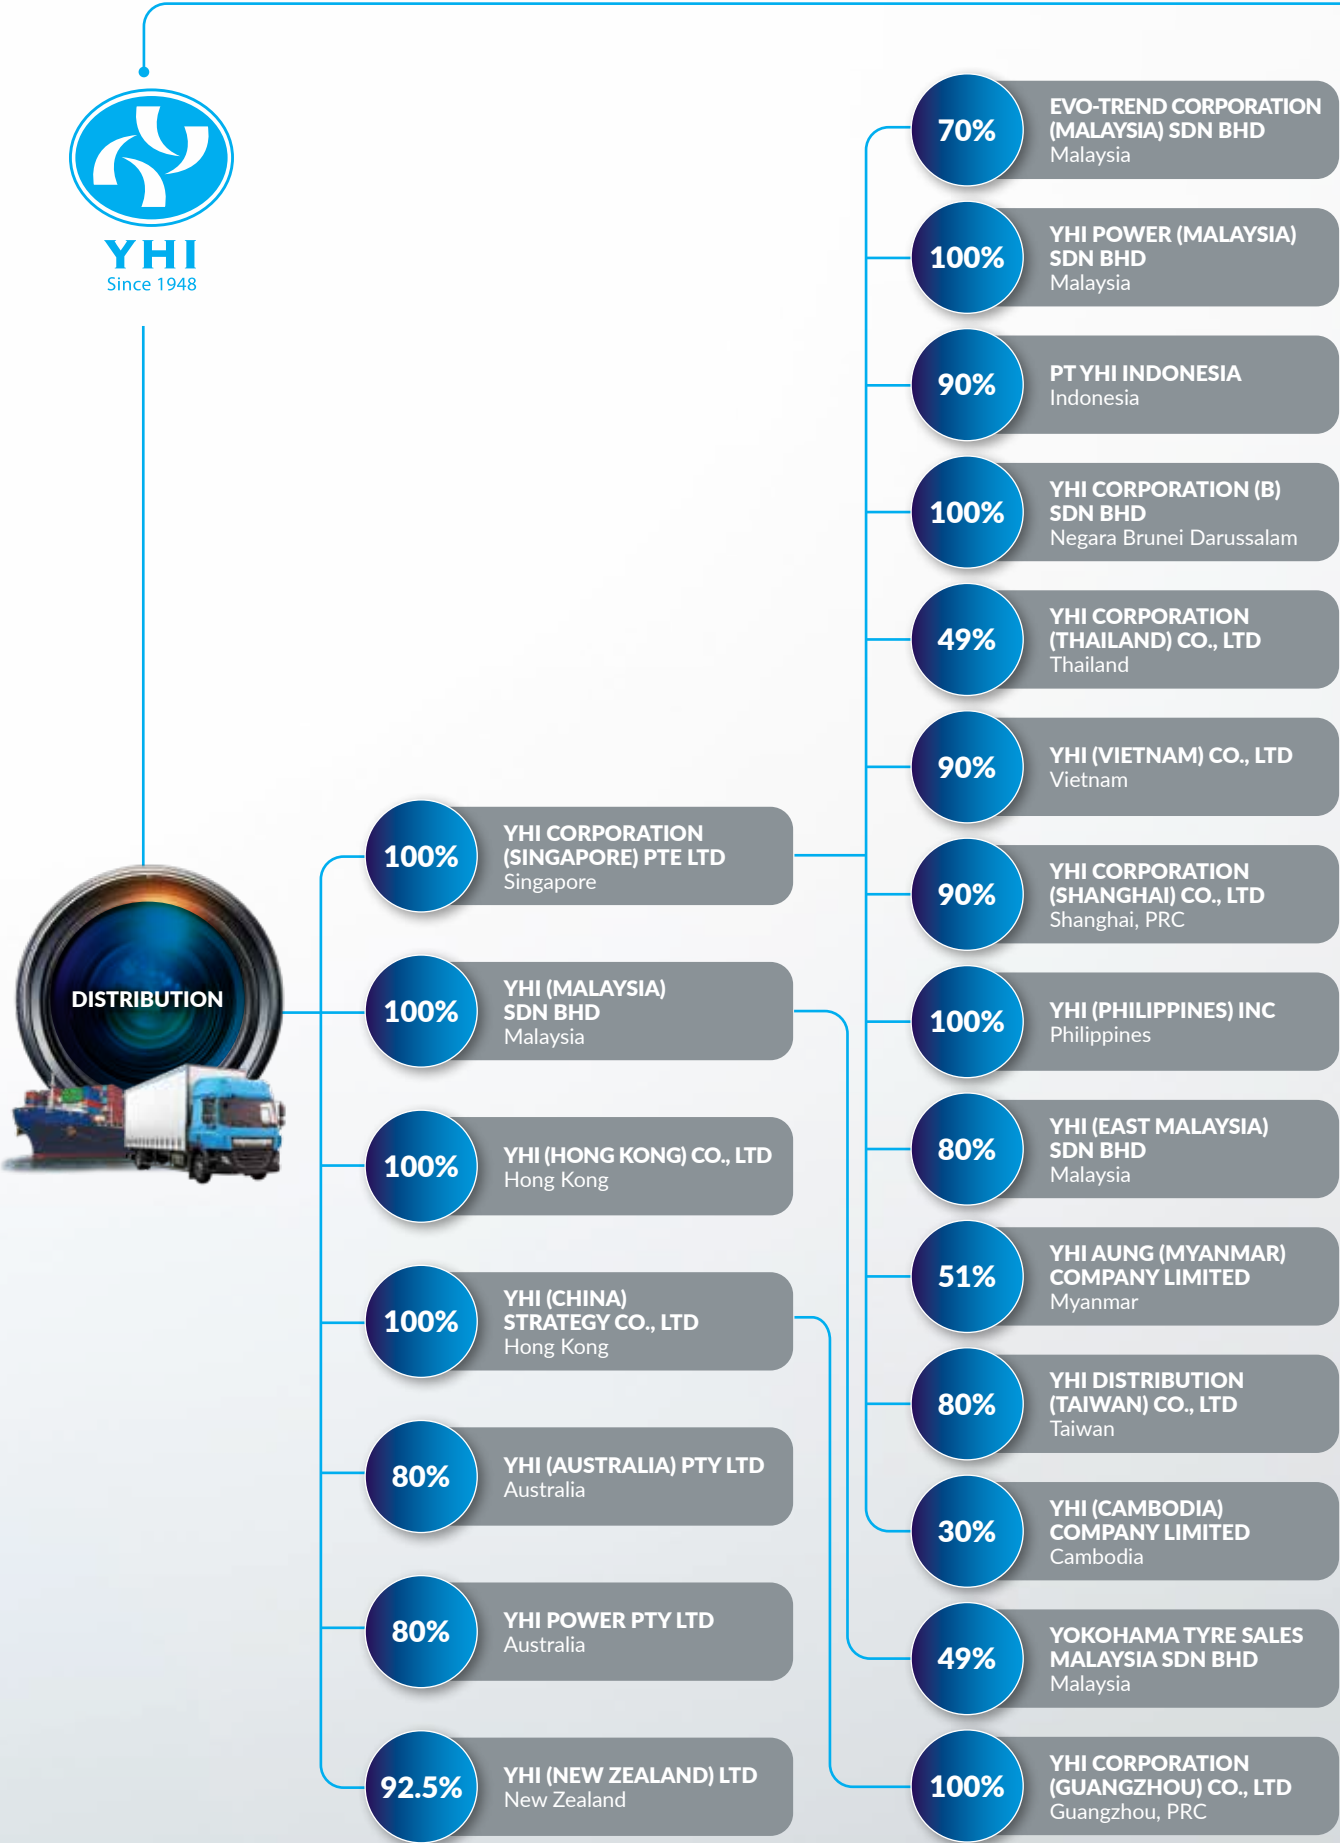 YHI
Since 1948
DISTRIBUTION
100%
YHI CORPORATION
(SINGAPORE) PTE LTD
Singapore
100%
YHI (MALAYSIA)
SDN BHD
Malaysia
100%
YHI (HONG KONG) CO., LTD
Hong Kong
100%
YHI (CHINA)
STRATEGY CO., LTD
Hong Kong
80%
YHI (AUSTRALIA) PTY LTD
Australia
80%
YHI POWER PTY LTD
Australia
92.5%
YHI (NEW ZEALAND) LTD
New Zealand
70%
EVO-TREND CORPORATION
(MALAYSIA) SDN BHD
Malaysia
100%
YHI POWER (MALAYSIA)
SDN BHD
Malaysia
90%
PT YHI INDONESIA
Indonesia
100%
YHI CORPORATION (B)
SDN BHD
Negara Brunei Darussalam
49%
YHI CORPORATION
(THAILAND) CO., LTD
Thailand
90%
YHI (VIETNAM) CO., LTD
Vietnam
90%
YHI CORPORATION
(SHANGHAI) CO., LTD
Shanghai, PRC
100%
YHI (PHILIPPINES) INC
Philippines
80%
YHI (EAST MALAYSIA)
SDN BHD
Malaysia
51%
YHI AUNG (MYANMAR)
COMPANY LIMITED
Myanmar
80%
YHI DISTRIBUTION
(TAIWAN) CO., LTD
Taiwan
30%
YHI (CAMBODIA)
COMPANY LIMITED
Cambodia
49%
YOKOHAMA TYRE SALES
MALAYSIA SDN BHD
Malaysia
100%
YHI CORPORATION
(GUANGZHOU) CO., LTD
Guangzhou, PRC